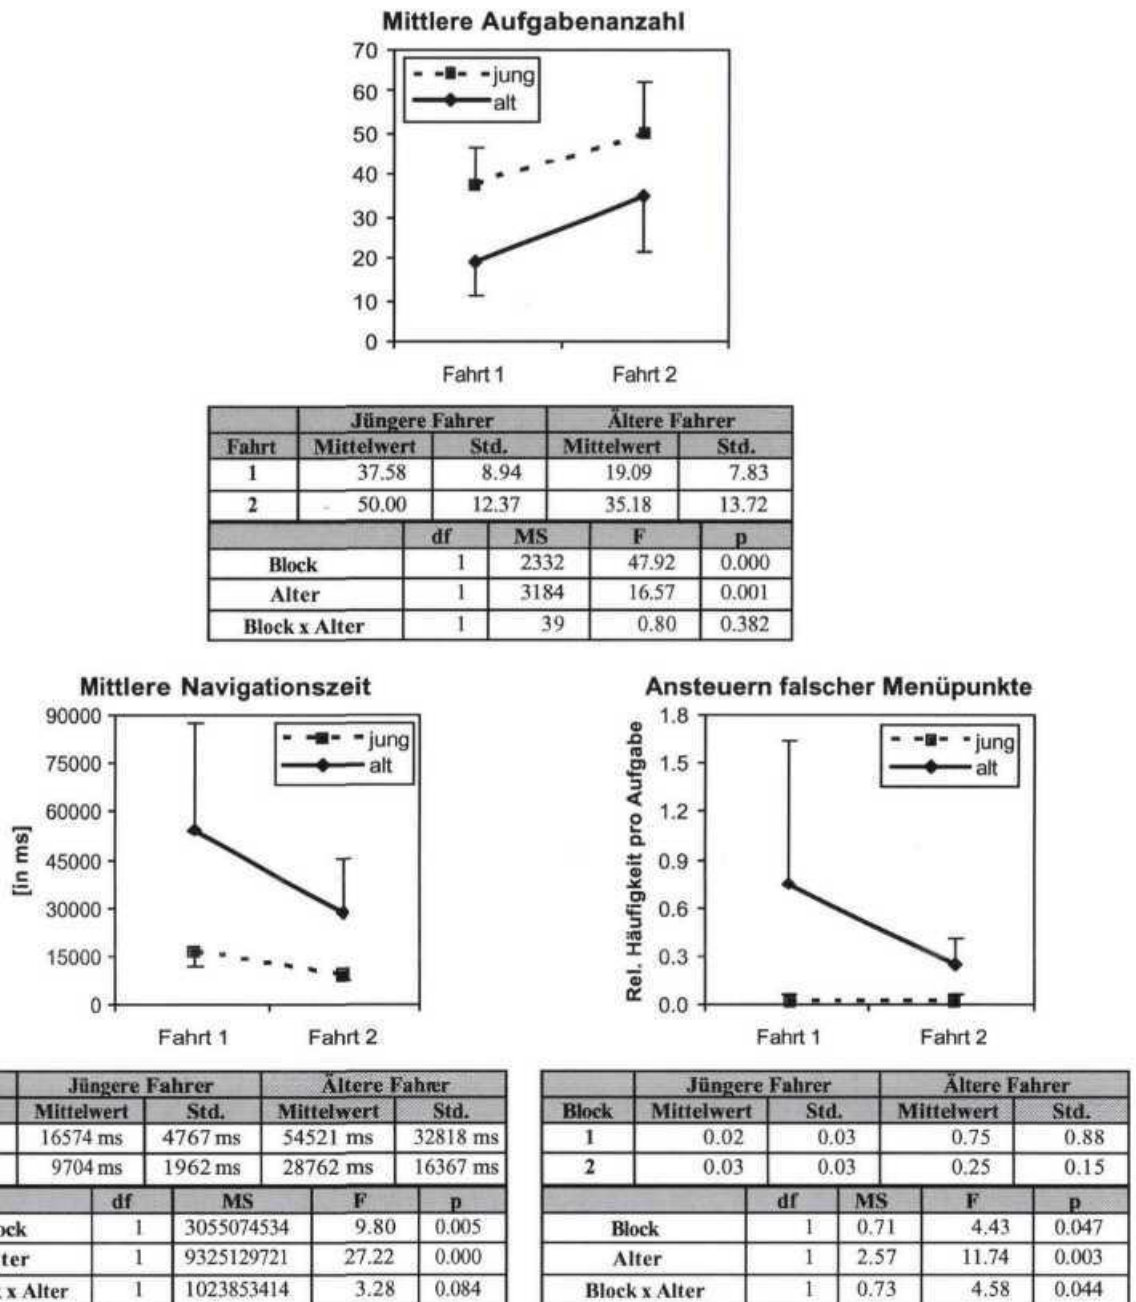 Mittlere Aufgabenanzahl
70
60
50
40
30
20
10
0
jung
alt
Fahrt 1 Fahrt 2
Jüngere Fahrer Ältere Fahrer
Fahrt Mittelwert Std. Mittelwert Std.
1 37.58 8.94 19.09 7.83
2 50.00 12.37 35.18 13.72
df MS F p
Block 1 2332 47.92 0.000
Alter 1 3184 16.57 0.001
Block x Alter 1 39 0.80 0.382
Mittlere Navigationszeit
[in ms]
90000
75000
60000
45000
30000
15000
0
jung
alt
Fahrt 1 Fahrt 2
Jüngere Fahrer Ältere Fahrer
Mittelwert Std. Mittelwert Std.
16574 ms 4767 ms 54521 ms 32818 ms
9704 ms 1962 ms 28762 ms 16367 ms
df MS F p
ock 1 3055074534 9.80 0.005
ter 1 9325129721 27.22 0.000
x Alter 1 1023853414 3.28 0.084
Ansteuern falscher Menüpunkte
Rel. Häufigkeit pro Aufgabe
1.8
1.5
1.2
0.9
0.6
0.3
0.0
jung
alt
Fahrt 1 Fahrt 2
Jüngere Fahrer Ältere Fahrer
Block Mittelwert Std. Mittelwert Std.
1 0.02 0.03 0.75 0.88
2 0.03 0.03 0.25 0.15
df MS F p
Block 1 0.71 4.43 0.047
Alter 1 2.57 11.74 0.003
Block x Alter 1 0.73 4.58 0.044